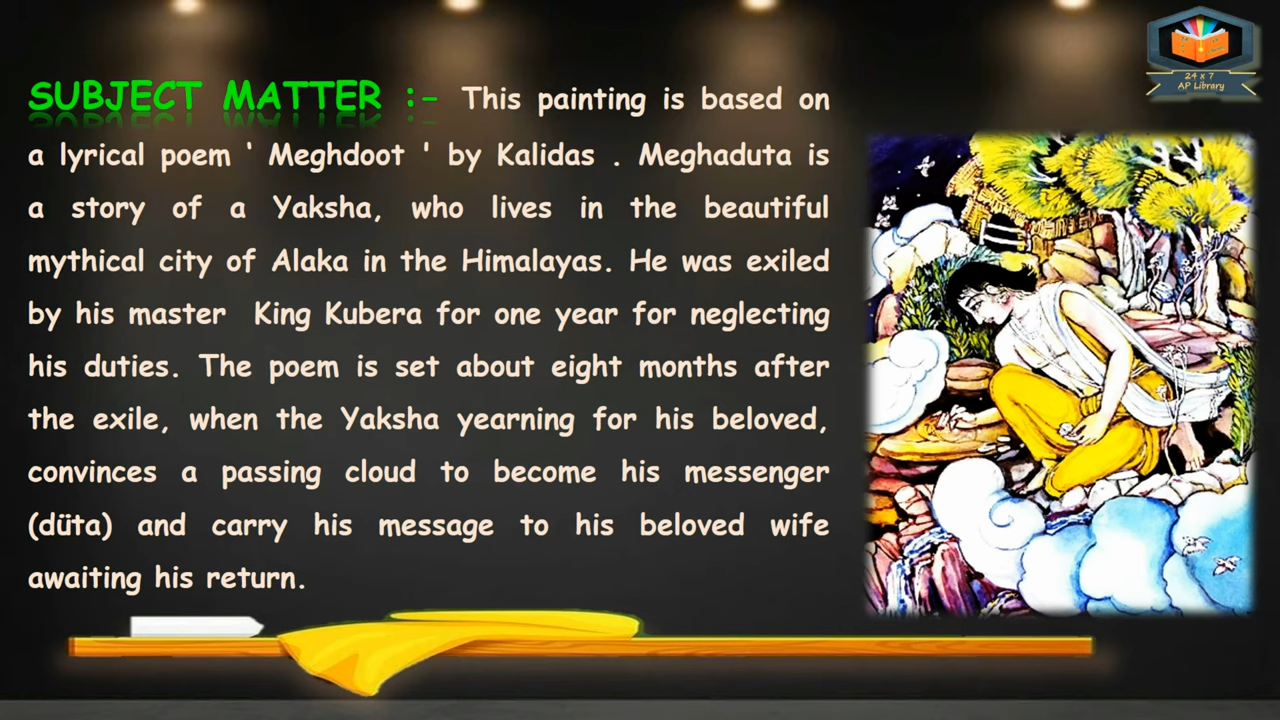 24 x 7
AP Library
SUBJECT MATTER :- This painting is based on
a lyrical poem ' Meghdoot ' by Kalidas . Meghaduta is
a story of a Yaksha, who lives in the beautiful
mythical city of Alaka in the Himalayas. He was exiled
by his master King Kubera for one year for neglecting
his duties. The poem is set about eight months after
the exile, when the Yaksha yearning for his beloved,
convinces a passing cloud to become his messenger
(düta) and carry his message to his beloved wife
awaiting his return.